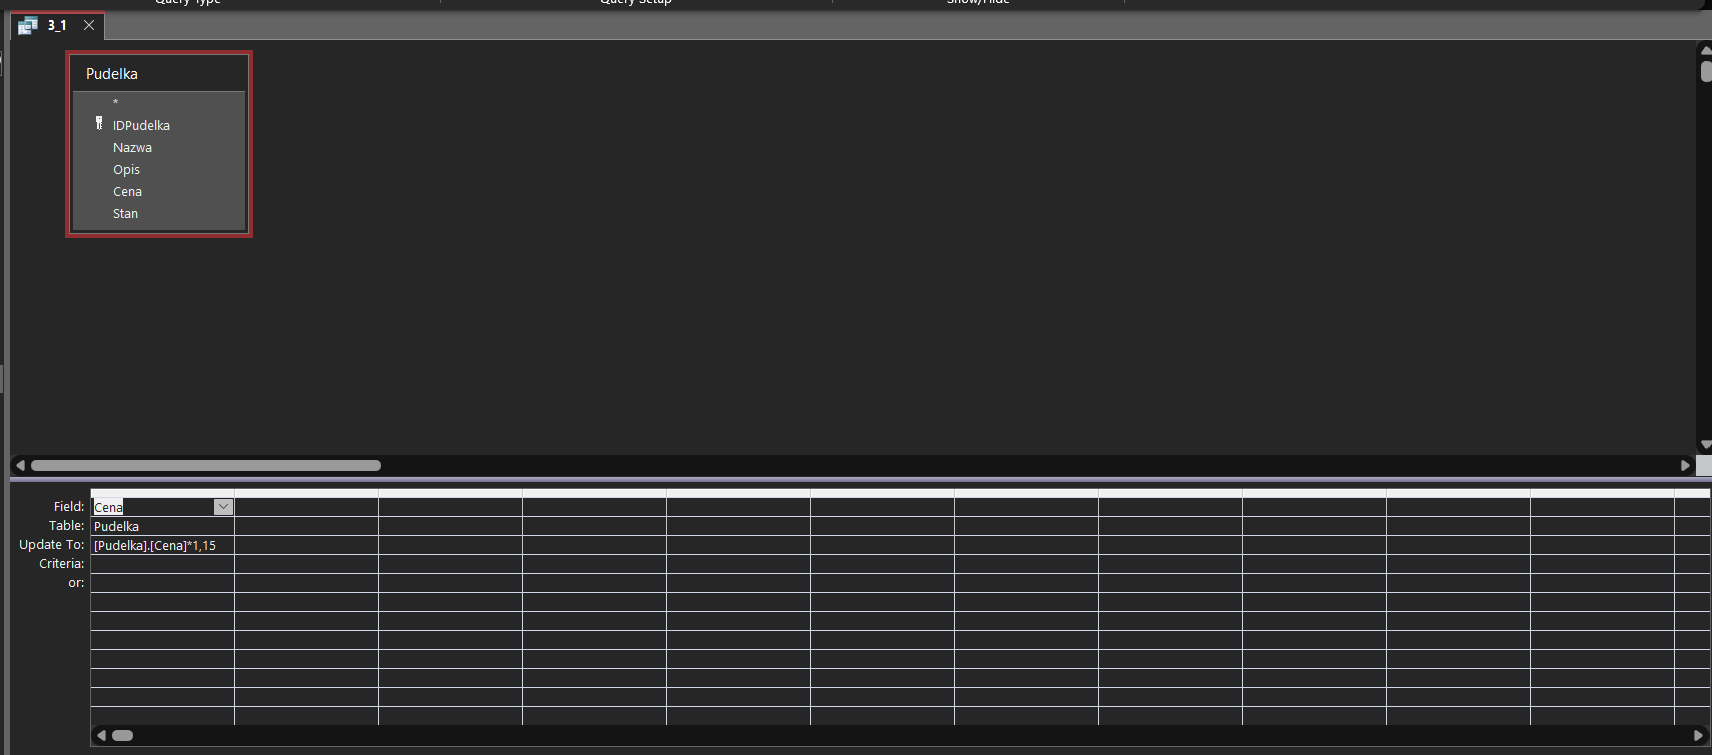 Query Type
Query Setup
Show/Hide
3_1
Pudelka
*
IDPudelka
Nazwa
Opis
Cena
Stan
Field: Cena
Table: Pudelka
Update To: [Pudelka].[Cena]*1,15
Criteria:
or: